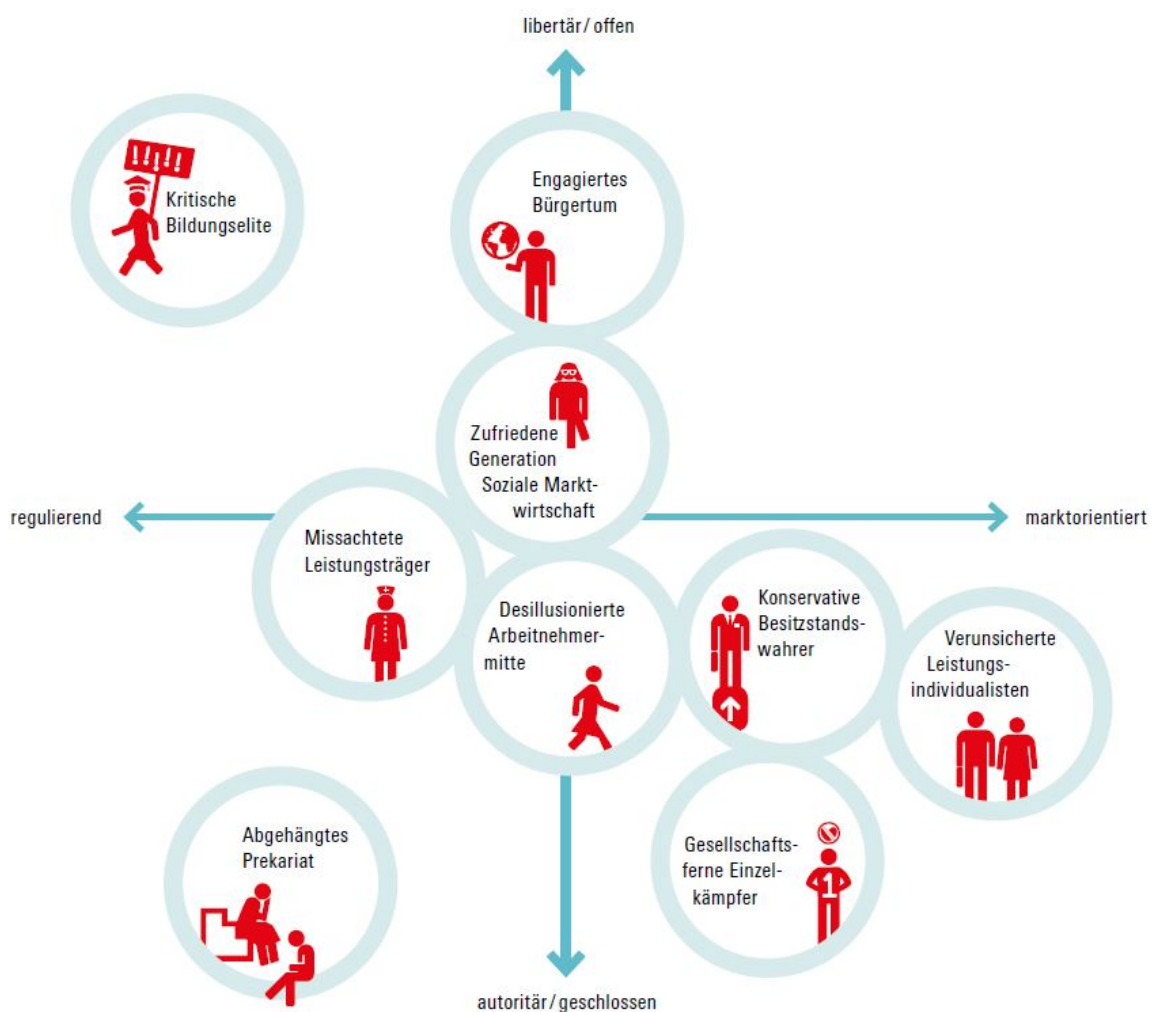 libertär/offen
Kritische
Bildungselite
Engagiertes
Bürgertum
Zufriedene
Generation
Soziale Markt-
wirtschaft
regulierend
marktorientiert
Missachtete
Leistungsträger
Desillusionierte
Arbeitnehmer-
mitte
Konservative
Besitzstands-
wahrer
Verunsicherte
Leistungs-
individualisten
Abgehängtes
Prekariat
Gesellschafts-
ferne Einzel-
kämpfer
1
autoritär/geschlossen